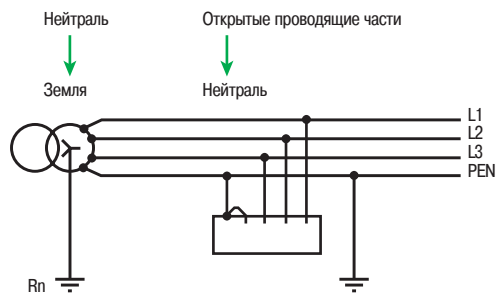 Нейтраль
Открытые проводящие части
Земля
Нейтраль
L1
L2
L3
PEN
Rn